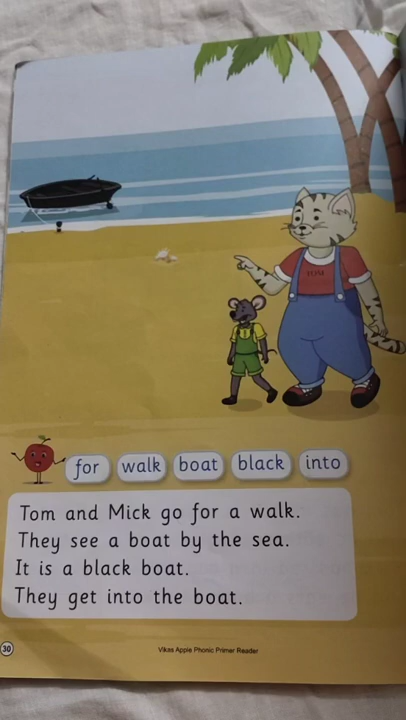 TOM
for walk boat black into
Tom and Mick go for a walk.
They see a boat by the sea.
It is a black boat.
They get into the boat.
30
Vikas Apple Phonic Primer Reader